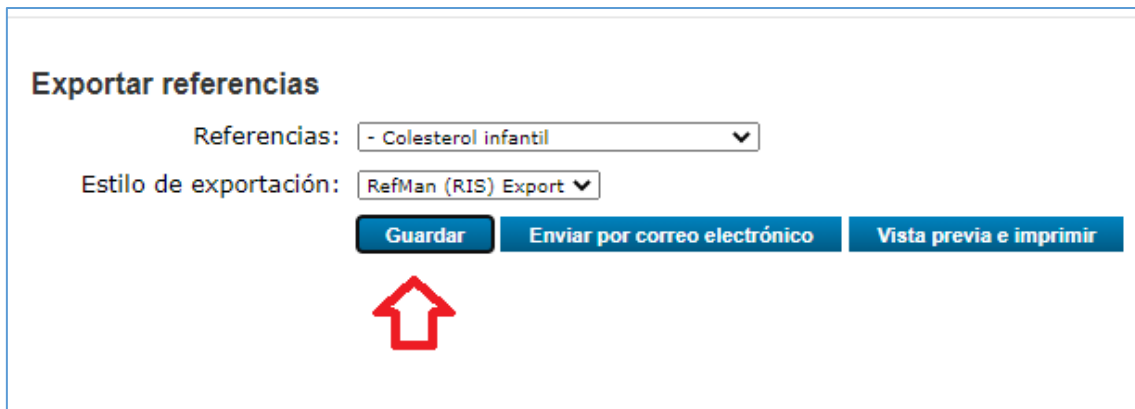 Exportar referencias
Referencias: - Colesterol infantil
Estilo de exportación: RefMan (RIS) Export
Guardar Enviar por correo electrónico Vista previa e imprimir